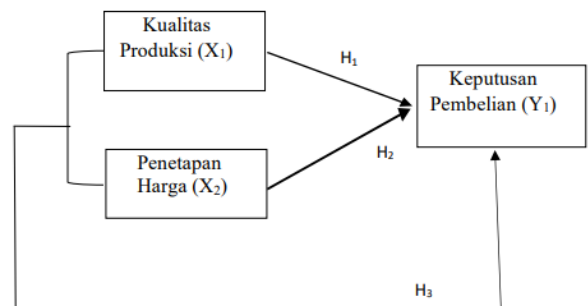 Kualitas
Produksi (X₁)
H₁
Keputusan
Pembelian (Y₁)
H₂
Penetapan
Harga (X₂)
H₃